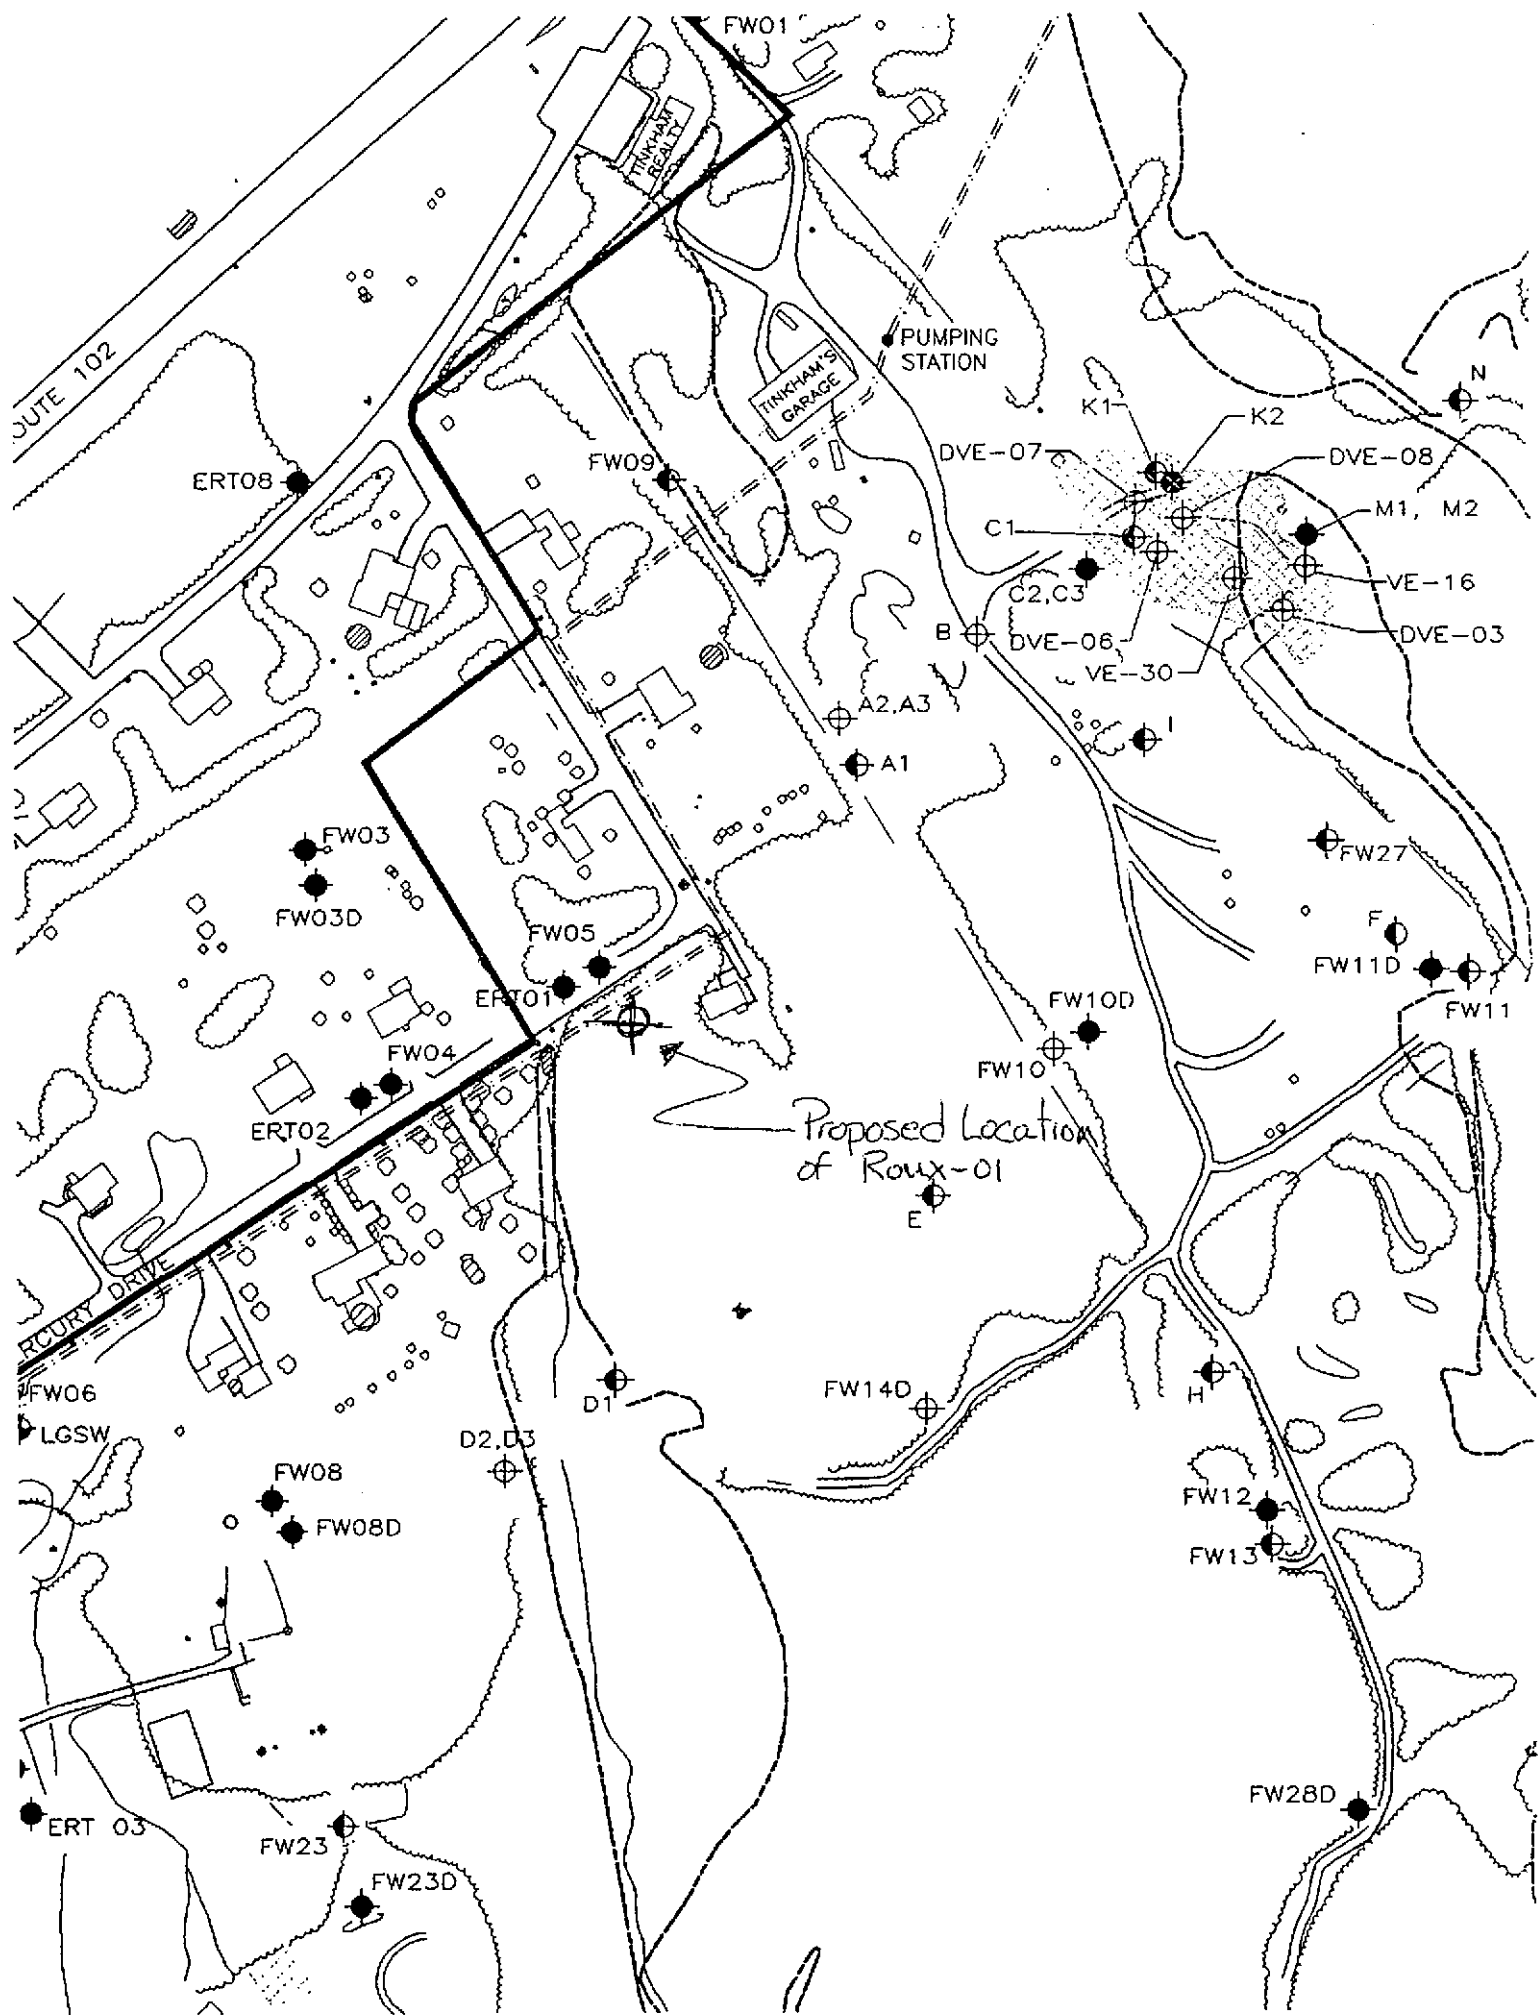 FW01
TINKHAM
REALTY
OUTE 102
PUMPING
STATION
TINKHAM'S
GARAGE
N
K1
K2
ERT08
FW09
DVE-07
DVE-08
C1
M1, M2
C2,C3
VE-16
B
DVE-06
DVE-03
VE-30
A2,A3
I
A1
FW03
FW27
FW03D
F
FW05
FW11D
ERT01
FW10D
FW11
FW04
FW10
ERT02
Proposed Location
of Roux-01
E
RCURY DRIVE
FW06
D1
FW14D
H
LGSW
D2,D3
FW08
FW12
FW08D
FW13
FW28D
ERT 03
FW23
FW23D